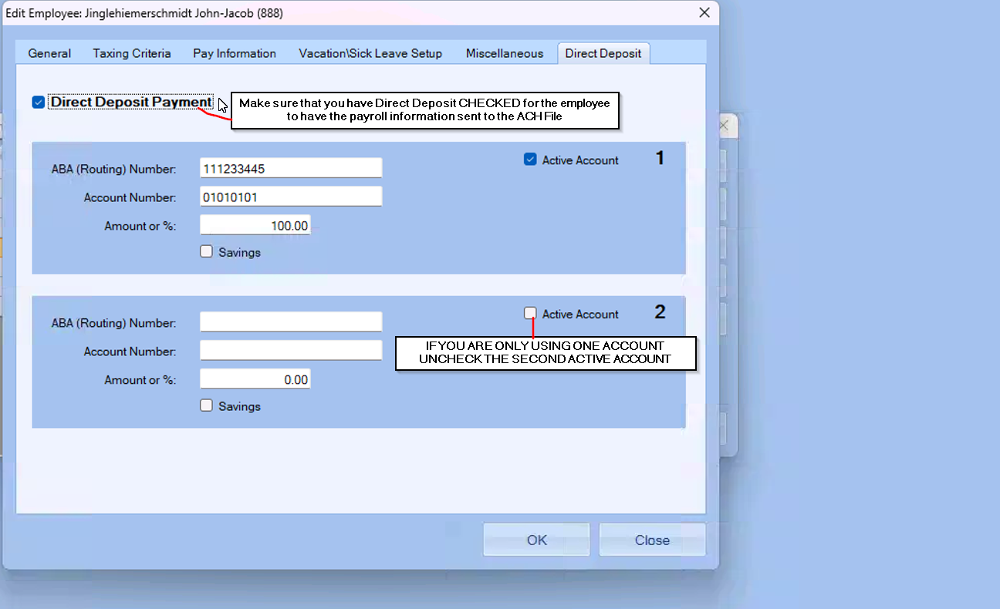 Edit Employee: Jinglehiemerschmidt John-Jacob (888)
General Taxing Criteria Pay Information Vacation\Sick Leave Setup Miscellaneous Direct Deposit
Direct Deposit Payment
Make sure that you have Direct Deposit CHECKED for the employee
to have the payroll information sent to the ACH File
ABA (Routing) Number: 111233445 Active Account 1
Account Number: 01010101
Amount or %: 100.00
Savings
ABA (Routing) Number: Active Account 2
Account Number:
IF YOU ARE ONLY USING ONE ACCOUNT
UNCHECK THE SECOND ACTIVE ACCOUNT
Amount or %: 0.00
Savings
OK Close